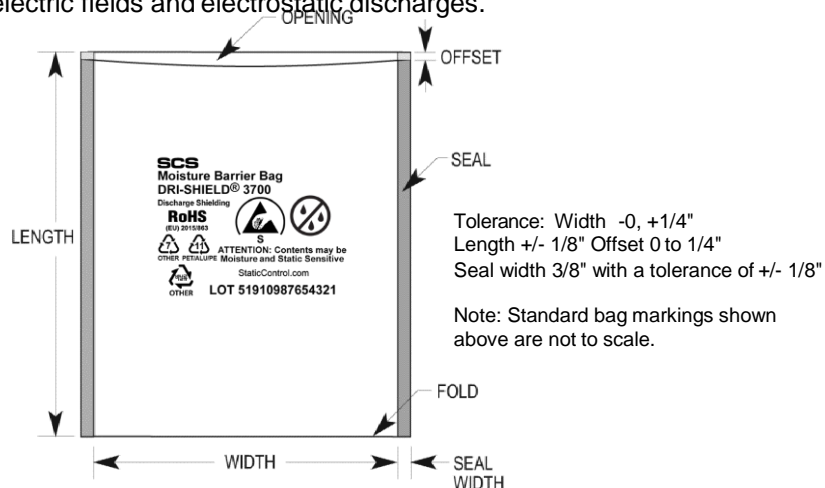 electric fields and electrostatic discharges.
OPENING
OFFSET
SEAL
SCS
Moisture Barrier Bag
DRI-SHIELD® 3700
Discharge Shielding
RoHS
(EU) 2015/863
S
7
11
ATTENTION: Contents may be
OTHER PET/ALU/PE Moisture and Static Sensitive
StaticControl.com
OTHER
LOT 51910987654321
LENGTH
Tolerance: Width -0, +1/4"
Length +/- 1/8" Offset 0 to 1/4"
Seal width 3/8" with a tolerance of +/- 1/8"
Note: Standard bag markings shown
above are not to scale.
FOLD
WIDTH
SEAL
WIDTH